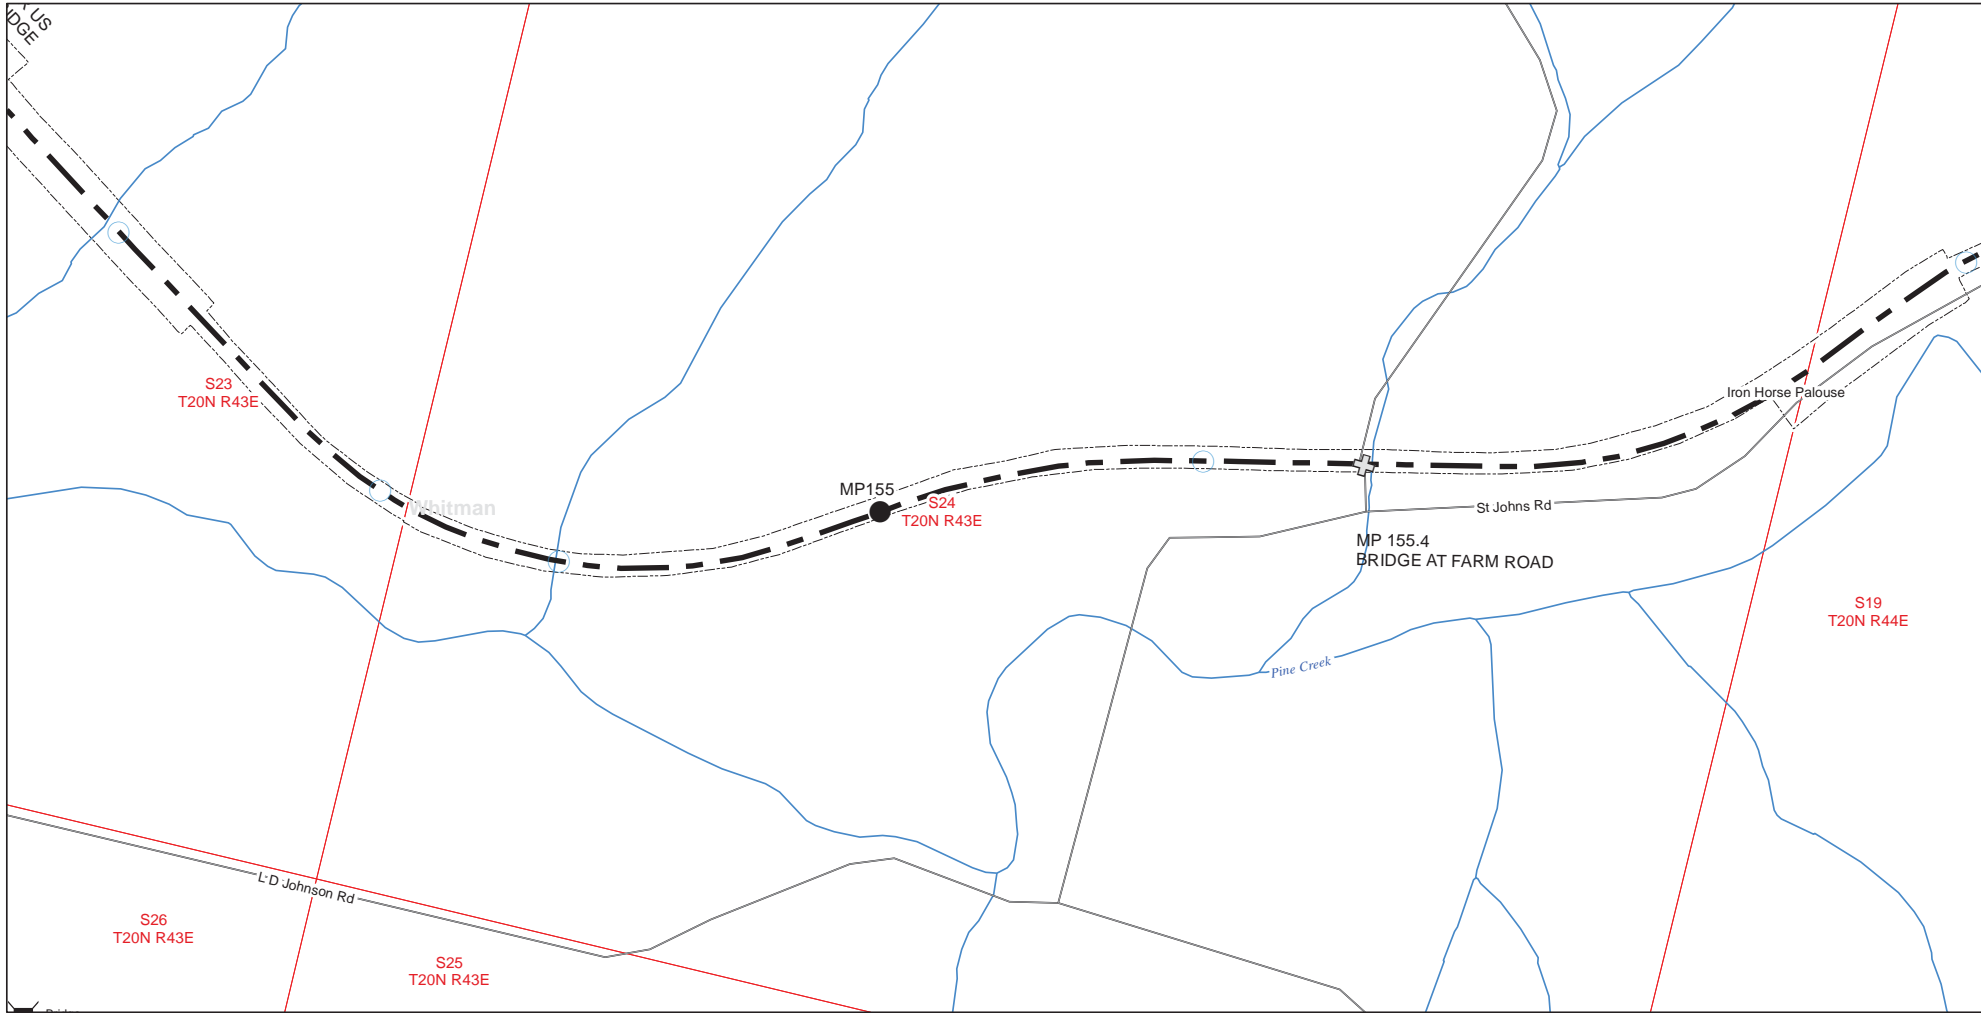 US
S23
T20N R43E
Iron Horse Palouse
Whitman
MP155
S24
T20N R43E
St Johns Rd
MP 155.4
BRIDGE AT FARM ROAD
S19
T20N R44E
Pine Creek
L D Johnson Rd
S26
T20N R43E
S25
T20N R43E